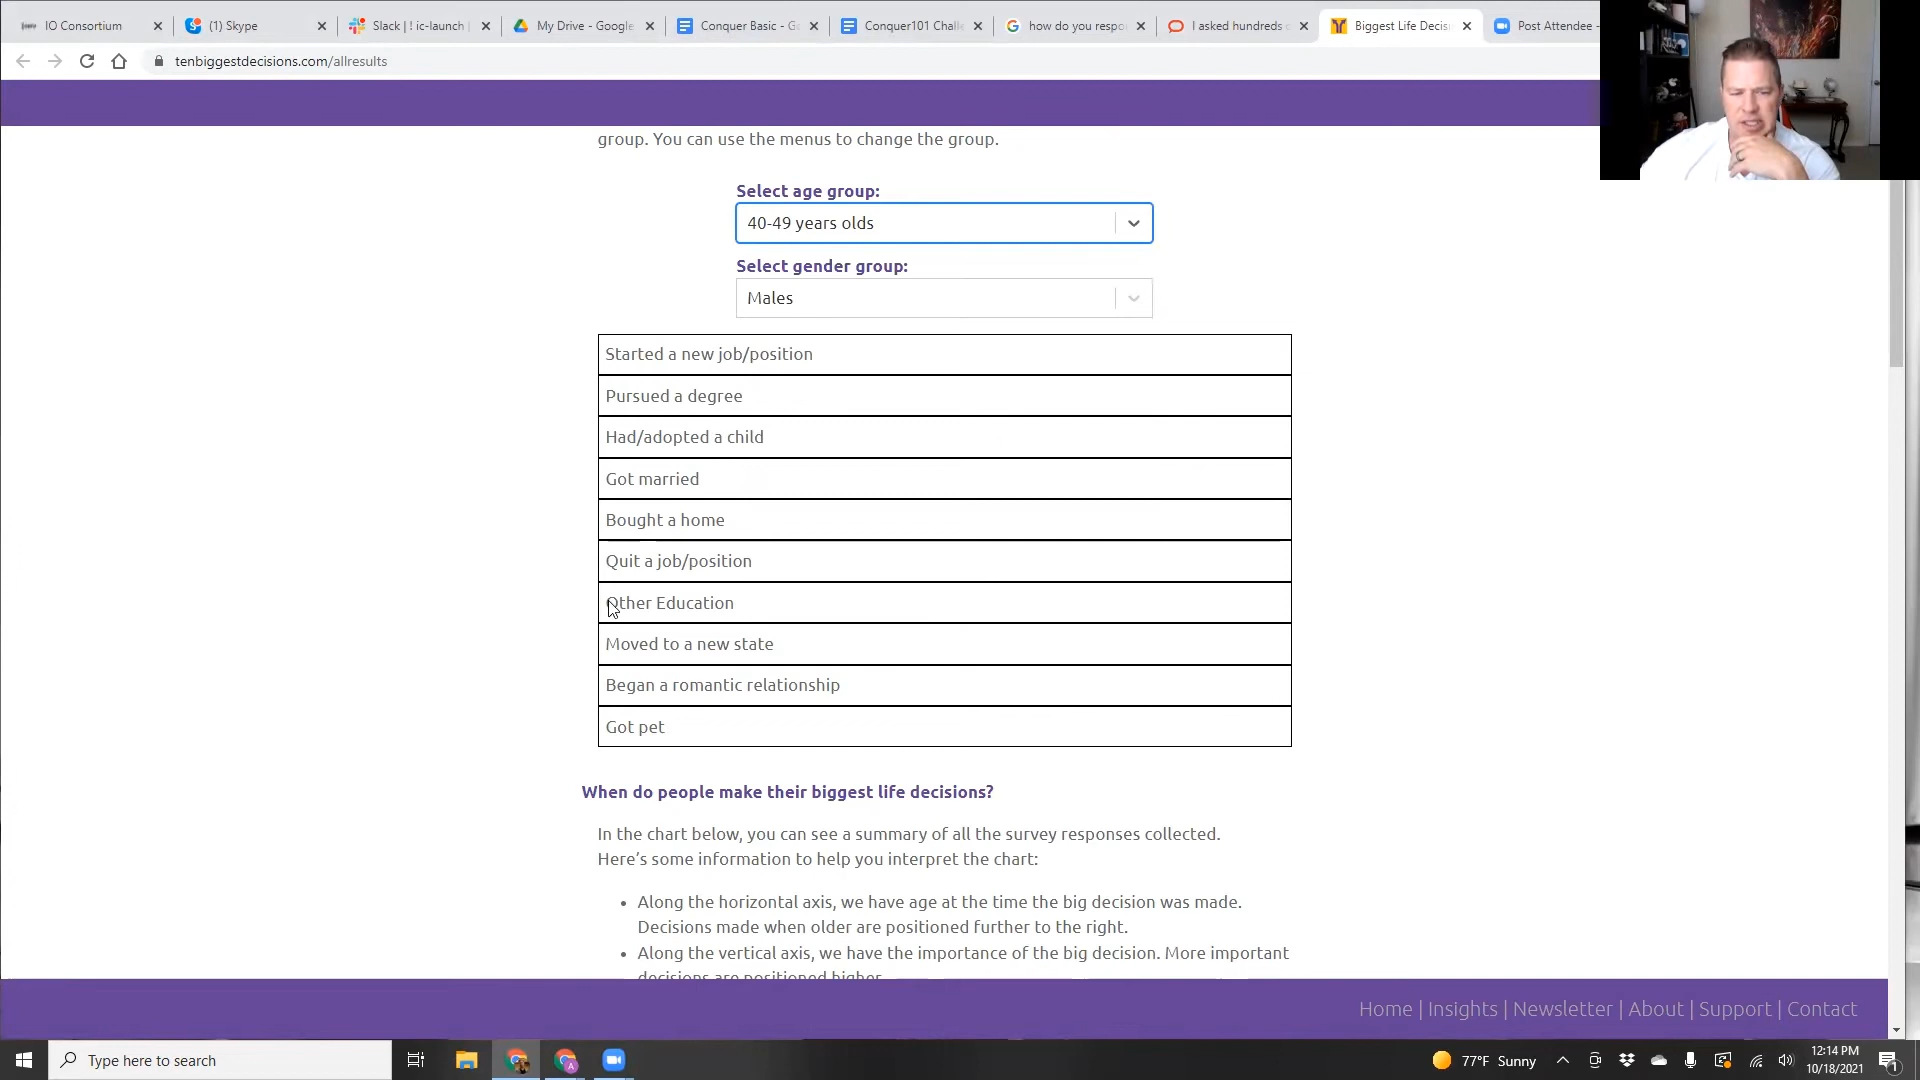 IO Consortium
(1) Skype
Slack | ! ic-launch |
My Drive - Google
Conquer Basic - Go
Conquer101 Chall
how do you respo
I asked hundreds o
Biggest Life Decis
Post Attendee -
tenbiggestdecisions.com/allresults
group. You can use the menus to change the group.
Select age group:
40-49 years olds
Select gender group:
Males
Started a new job/position
Pursued a degree
Had/adopted a child
Got married
Bought a home
Quit a job/position
Other Education
Moved to a new state
Began a romantic relationship
Got pet
When do people make their biggest life decisions?
In the chart below, you can see a summary of all the survey responses collected.
Here's some information to help you interpret the chart:
• Along the horizontal axis, we have age at the time the big decision was made.
Decisions made when older are positioned further to the right.
• Along the vertical axis, we have the importance of the big decision. More important
decisions are positioned higher.
Home | Insights | Newsletter | About | Support | Contact
Type here to search
77°F Sunny
12:14 PM
10/18/2021